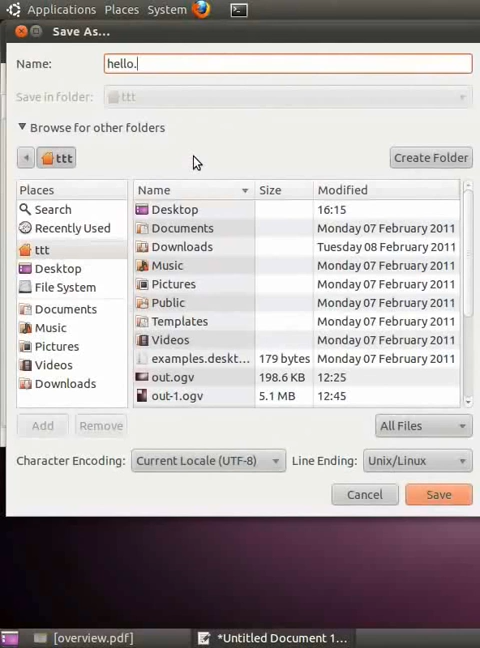 Applications Places System
Save As...
Name: hello.
Save in folder: ttt
Browse for other folders
ttt Create Folder
Places Name Size Modified
Search Desktop 16:15
Recently Used Documents Monday 07 February 2011
ttt Downloads Tuesday 08 February 2011
Desktop Music Monday 07 February 2011
File System Pictures Monday 07 February 2011
Documents Public Monday 07 February 2011
Music Templates Monday 07 February 2011
Pictures Videos Monday 07 February 2011
Videos examples.deskt... 179 bytes Monday 07 February 2011
Downloads out.ogv 198.6 KB 12:25
out-1.ogv 5.1 MB 12:45
Add Remove All Files
Character Encoding: Current Locale (UTF-8) Line Ending: Unix/Linux
Cancel Save
[overview.pdf] *Untitled Document 1...